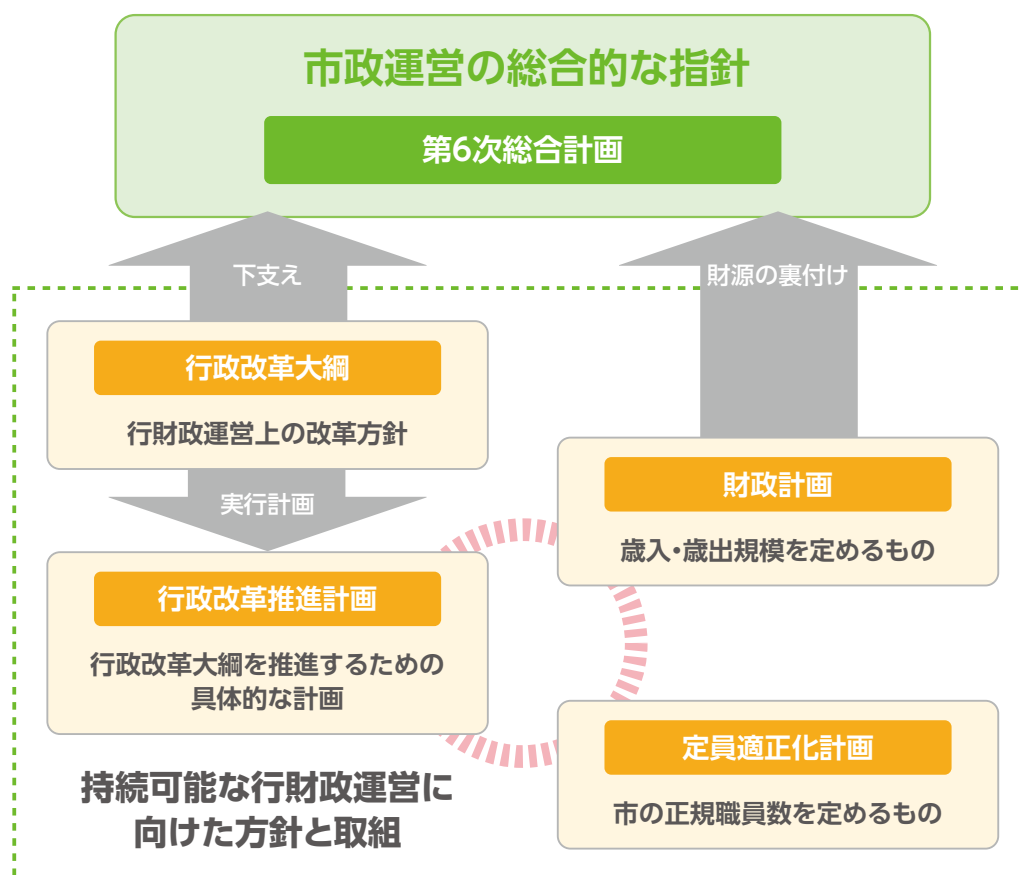 市政運営の総合的な指針
第6次総合計画
下支え
財源の裏付け
行政改革大綱
行財政運営上の改革方針
実行計画
財政計画
歳入・歳出規模を定めるもの
行政改革推進計画
行政改革大綱を推進するための
具体的な計画
定員適正化計画
市の正規職員数を定めるもの
持続可能な行財政運営に
向けた方針と取組